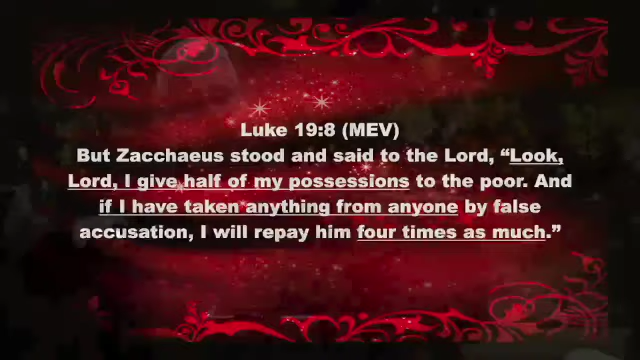 Luke 19:8 (MEV)
But Zacchaeus stood and said to the Lord, “Look,
Lord, I give half of my possessions to the poor. And
if I have taken anything from anyone by false
accusation, I will repay him four times as much.”